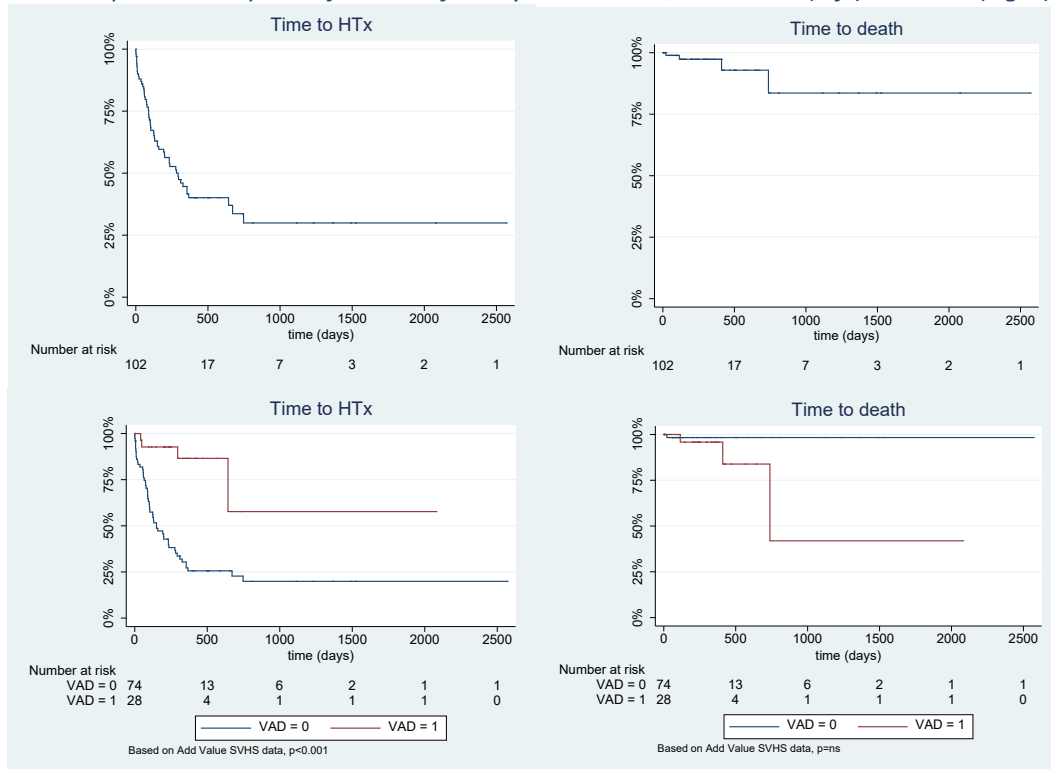 Time to HTx
100%
75%
50%
25%
0%
0 500 1000 1500 2000 2500
time (days)
Number at risk
102 17 7 3 2 1
Time to death
100%
75%
50%
25%
0%
0 500 1000 1500 2000 2500
time (days)
Number at risk
102 17 7 3 2 1
Time to HTx
100%
75%
50%
25%
0%
0 500 1000 1500 2000 2500
time (days)
Number at risk
VAD = 0 74 13 6 2 1 1
VAD = 1 28 4 1 1 1 0
VAD = 0 VAD = 1
Based on Add Value SVHS data, p<0.001
Time to death
100%
75%
50%
25%
0%
0 500 1000 1500 2000 2500
time (days)
Number at risk
VAD = 0 74 13 6 2 1 1
VAD = 1 28 4 1 1 1 0
VAD = 0 VAD = 1
Based on Add Value SVHS data, p=ns